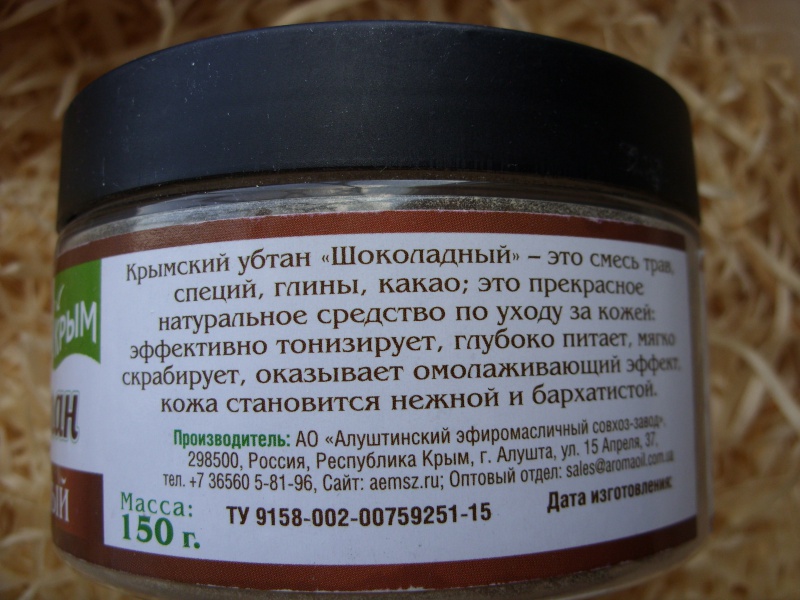 Крымский убтан «Шоколадный» – это смесь трав,
специй, глины, какао; это прекрасное
натуральное средство по уходу за кожей:
эффективно тонизирует, глубоко питает, мягко
скрабирует, оказывает омолаживающий эффект,
кожа становится нежной и бархатистой.
КРЫМ
Производитель: АО «Алуштинский эфиромасличный совхоз-завод»,
298500, Россия, Республика Крым, г. Алушта, ул. 15 Апреля, 37,
тел. +7 36560 5-81-96, Сайт: aemsz.ru; Оптовый отдел: sales@aromaoil.com.ua
Масса:
150 г.
ТУ 9158-002-00759251-15
Дата изготовления: